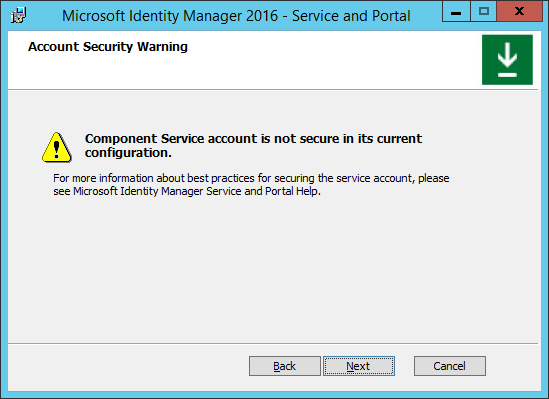 Microsoft Identity Manager 2016 - Service and Portal
Account Security Warning
Component Service account is not secure in its current
configuration.
For more information about best practices for securing the service account, please
see Microsoft Identity Manager Service and Portal Help.
Back
Next
Cancel